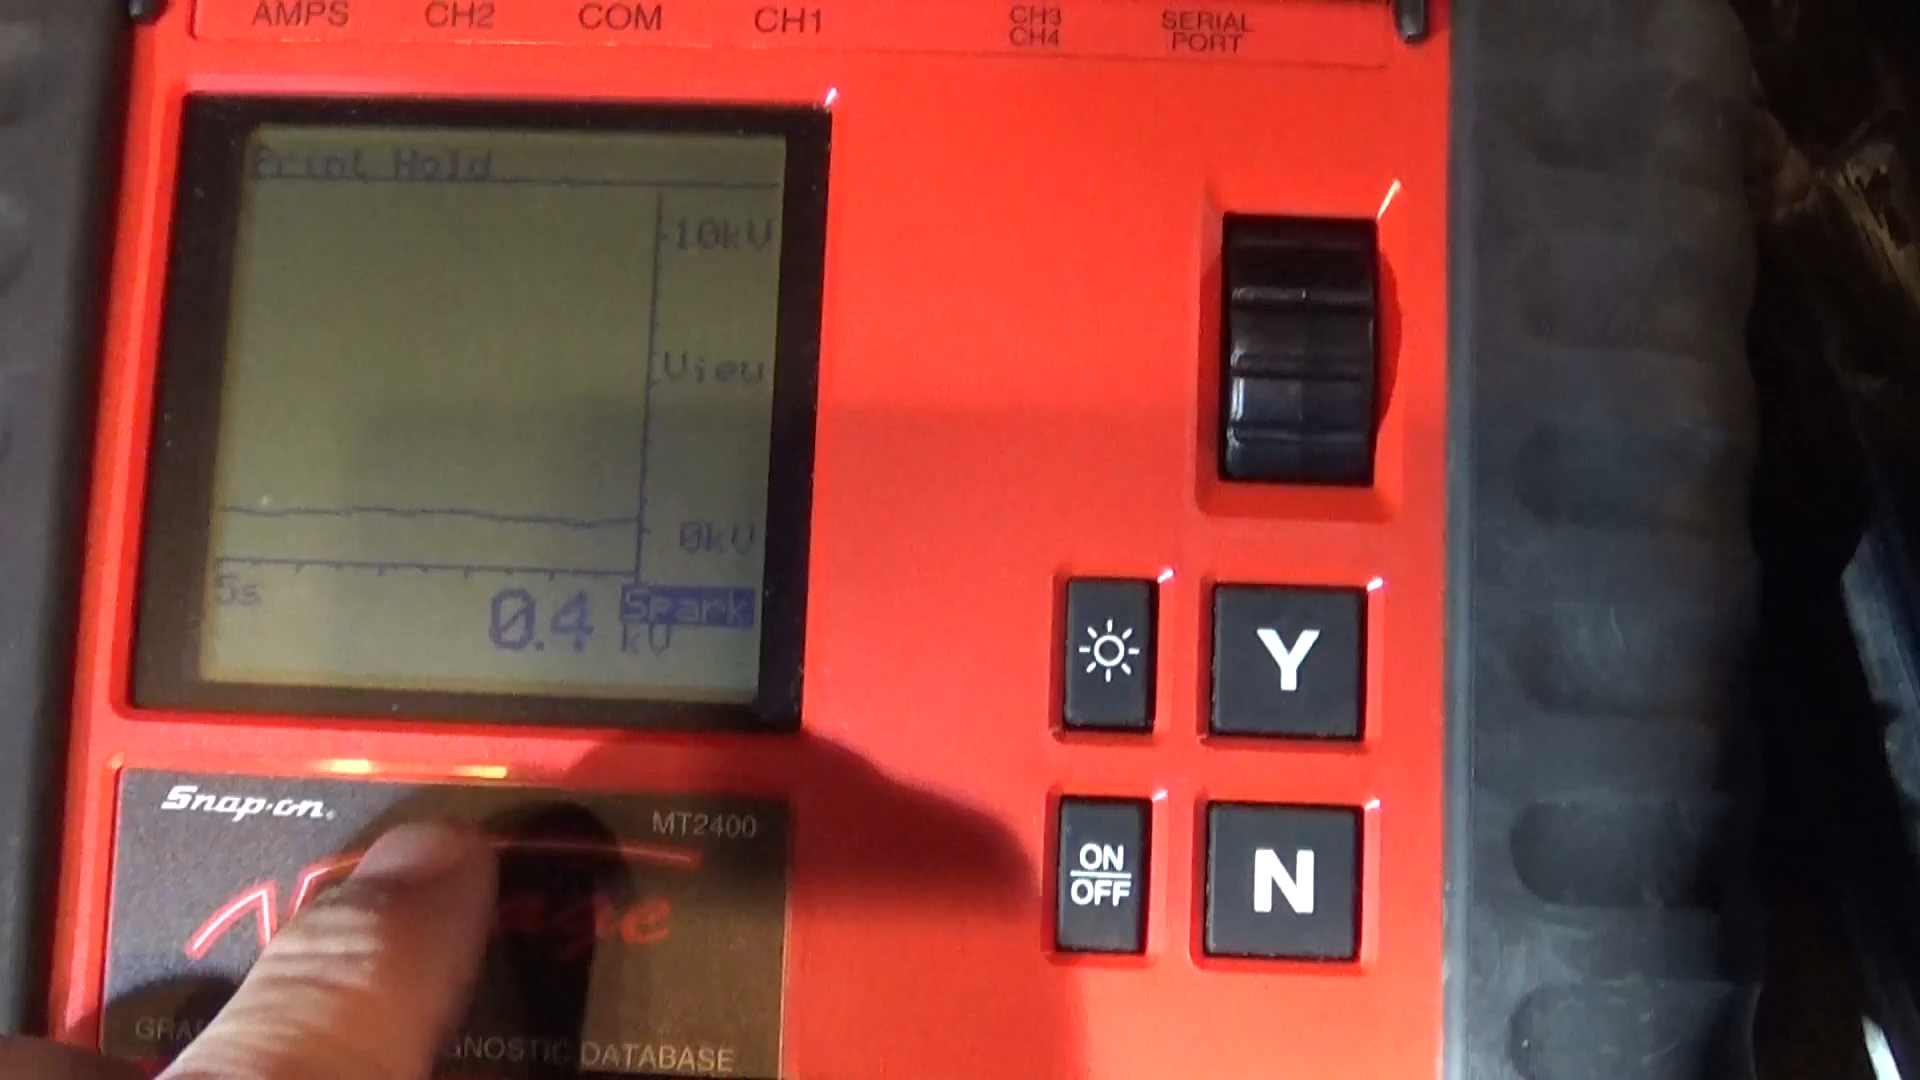 AMPS CH2 COM CH1 CH3 SERIAL
CH4 PORT
Print Hold
10kV
View
0kV
5s
0.4 Spark
kV
Y
ON
OFF
N
Snap-on
MT2400
DATABASE